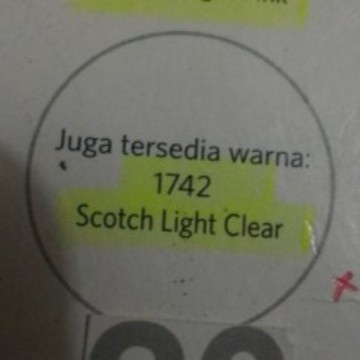 Juga tersedia warna:
1742
Scotch Light Clear